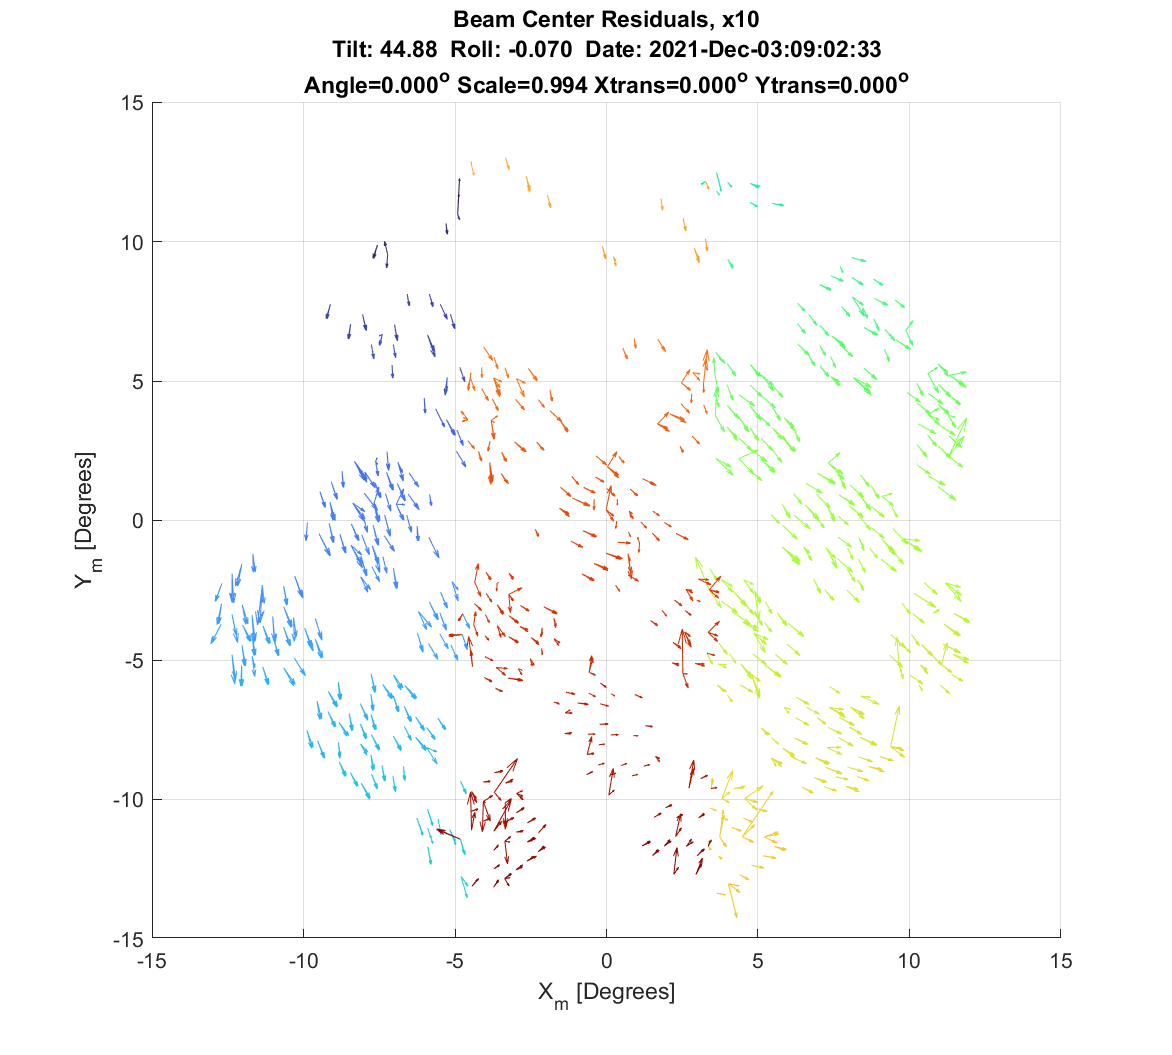 Beam Center Residuals, x10
Tilt: 44.88  Roll: -0.070  Date: 2021-Dec-03:09:02:33
Angle=0.000° Scale=0.994 Xtrans=0.000° Ytrans=0.000°
15
10
5
0
-5
-10
-15
Y_m [Degrees]
-15 -10 -5 0 5 10 15
X_m [Degrees]